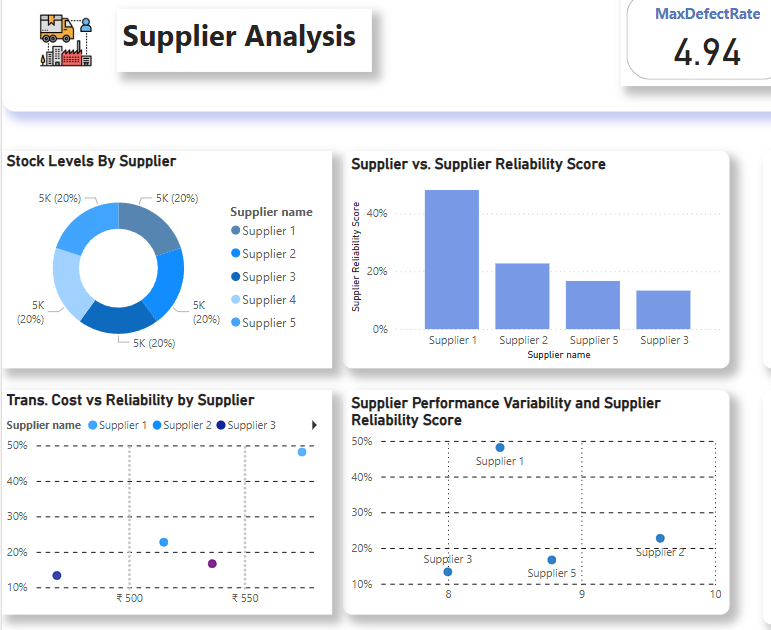 Supplier Analysis
MaxDefectRate
4.94
Stock Levels By Supplier
5K (20%)
5K (20%)
5K
(20%)
5K (20%)
5K
(20%)
Supplier name
Supplier 1
Supplier 2
Supplier 3
Supplier 4
Supplier 5
Supplier vs. Supplier Reliability Score
Supplier Reliability Score
40%
20%
0%
Supplier 1
Supplier 2
Supplier 5
Supplier 3
Supplier name
Trans. Cost vs Reliability by Supplier
Supplier name Supplier 1 Supplier 2 Supplier 3
50%
40%
30%
20%
10%
₹ 500
₹ 550
Supplier Performance Variability and Supplier
Reliability Score
50%
40%
30%
20%
10%
Supplier 1
Supplier 2
Supplier 3
Supplier 5
8
9
10